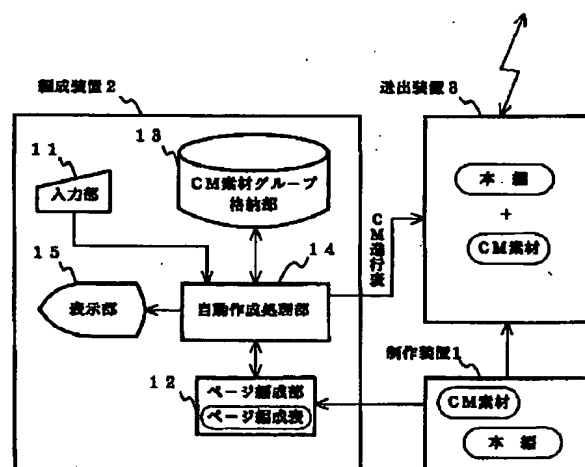 編成装置2
送出装置3
11
入力部
13
CM素材グループ
格納部
本 編
+
CM素材
CM進行表
15
表示部
14
自動作成処理部
12
ページ編成部
ページ編成表
制作装置1
CM素材
本 編